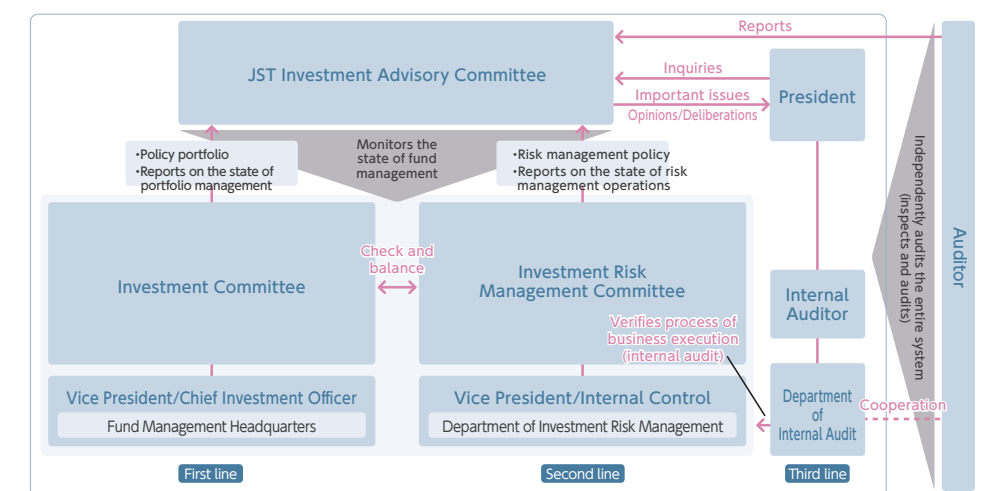 Reports
JST Investment Advisory Committee
Inquiries
Important issues
Opinions/Deliberations
President
・Policy portfolio
・Reports on the state of
portfolio management
Monitors the
state of fund
management
・Risk management policy
・Reports on the state of risk
management operations
Independently audits the entire system
(inspects and audits)
Auditor
Investment Committee
Check and
balance
Investment Risk
Management Committee
Internal
Auditor
Verifies process of
business execution
(internal audit)
Vice President/Chief Investment Officer
Fund Management Headquarters
Vice President/Internal Control
Department of Investment Risk Management
Department
of
Internal Audit
Cooperation
First line
Second line
Third line